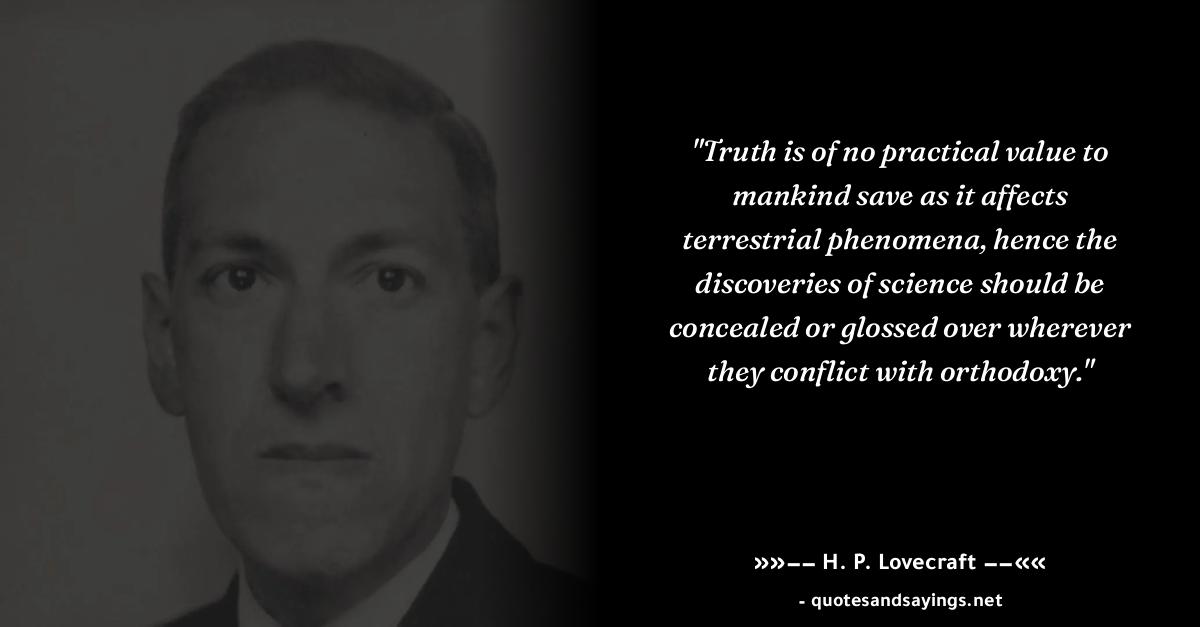 "Truth is of no practical value to
mankind save as it affects
terrestrial phenomena, hence the
discoveries of science should be
concealed or glossed over wherever
they conflict with orthodoxy."
»»−− H. P. Lovecraft −−««
- quotesandsayings.net